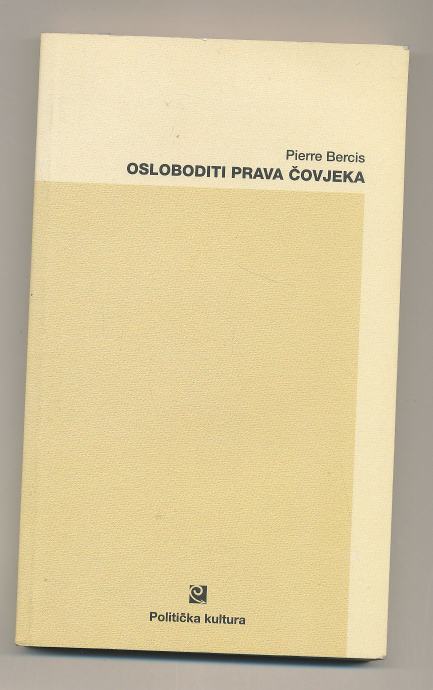 Pierre Bercis
OSLOBODITI PRAVA ČOVJEKA
Politička kultura